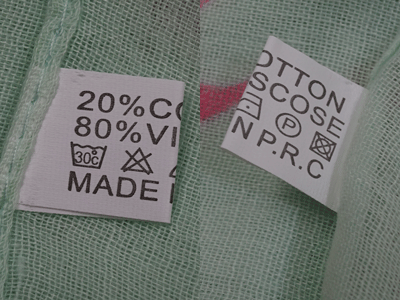 20%CO
80%VI
30c
MADE
OTTON
SCOSE
P
N P.R.C